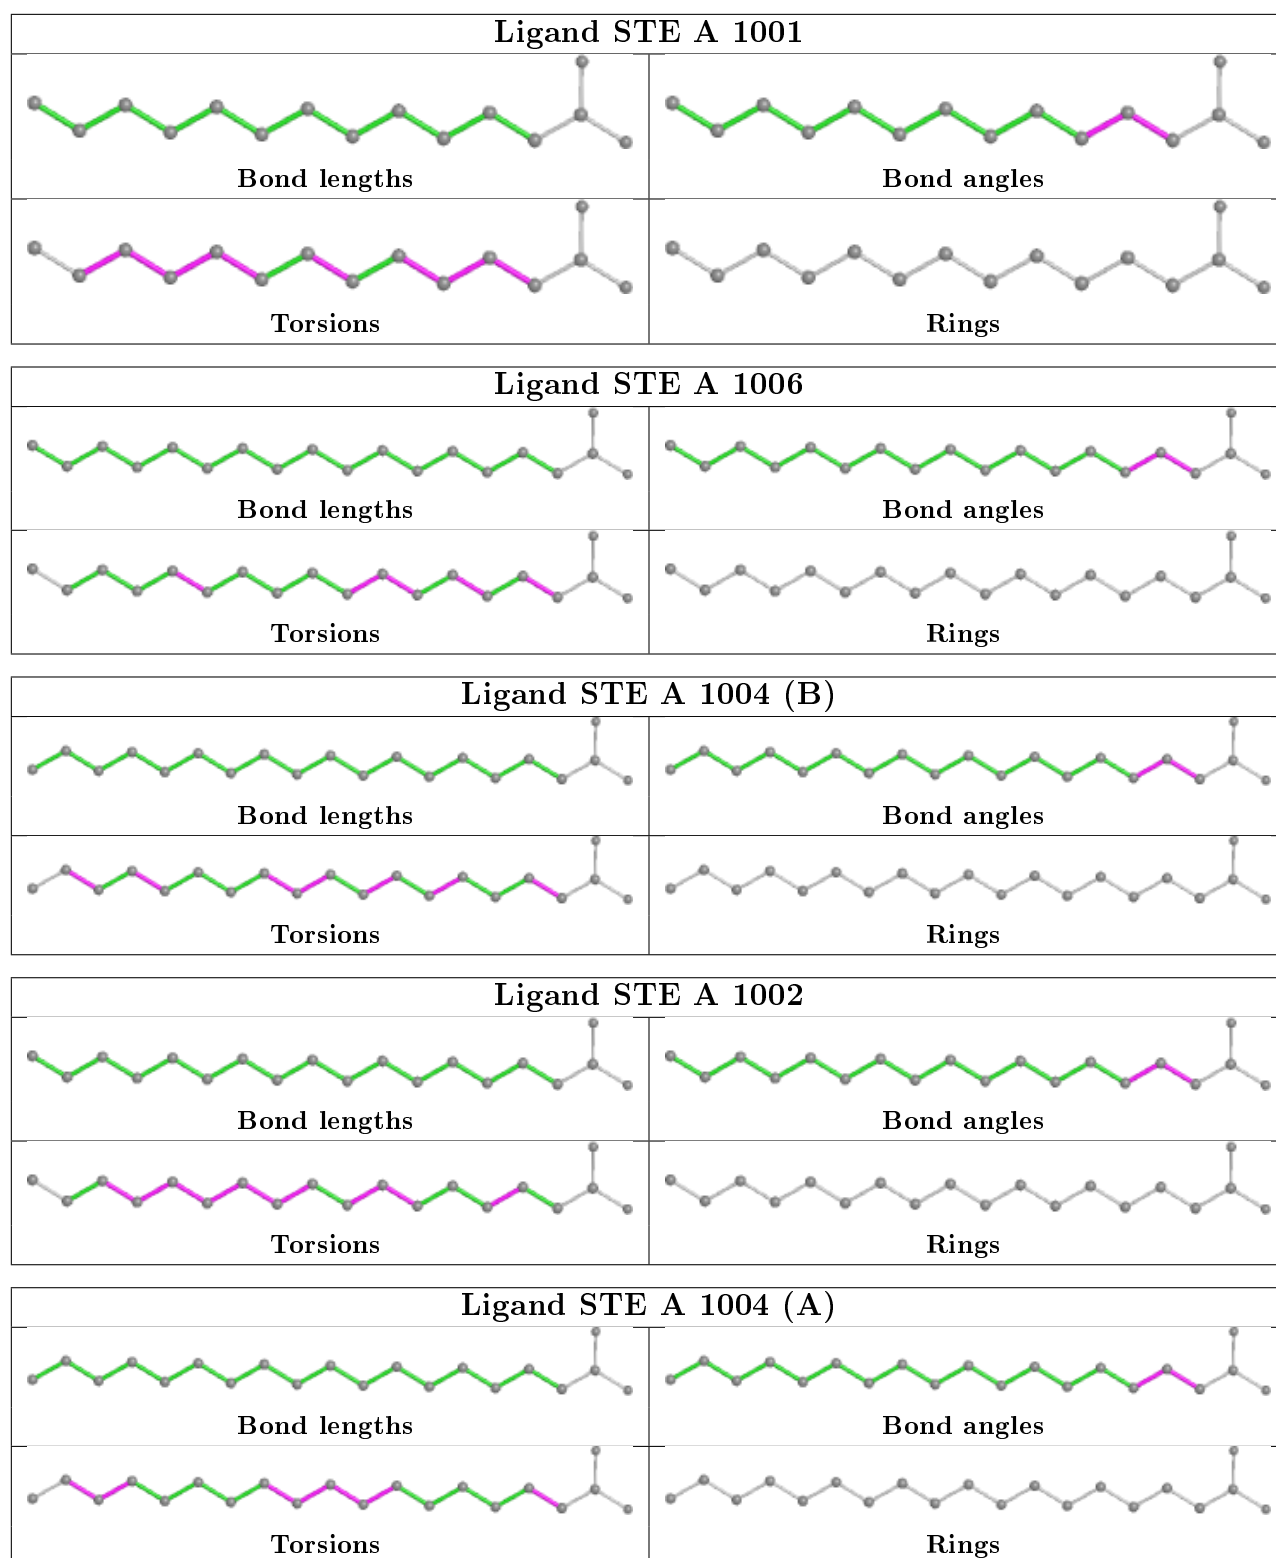 Ligand STE A 1001
Bond lengths
Bond angles
Torsions
Rings
Ligand STE A 1006
Bond lengths
Bond angles
Torsions
Rings
Ligand STE A 1004 (B)
Bond lengths
Bond angles
Torsions
Rings
Ligand STE A 1002
Bond lengths
Bond angles
Torsions
Rings
Ligand STE A 1004 (A)
Bond lengths
Bond angles
Torsions
Rings